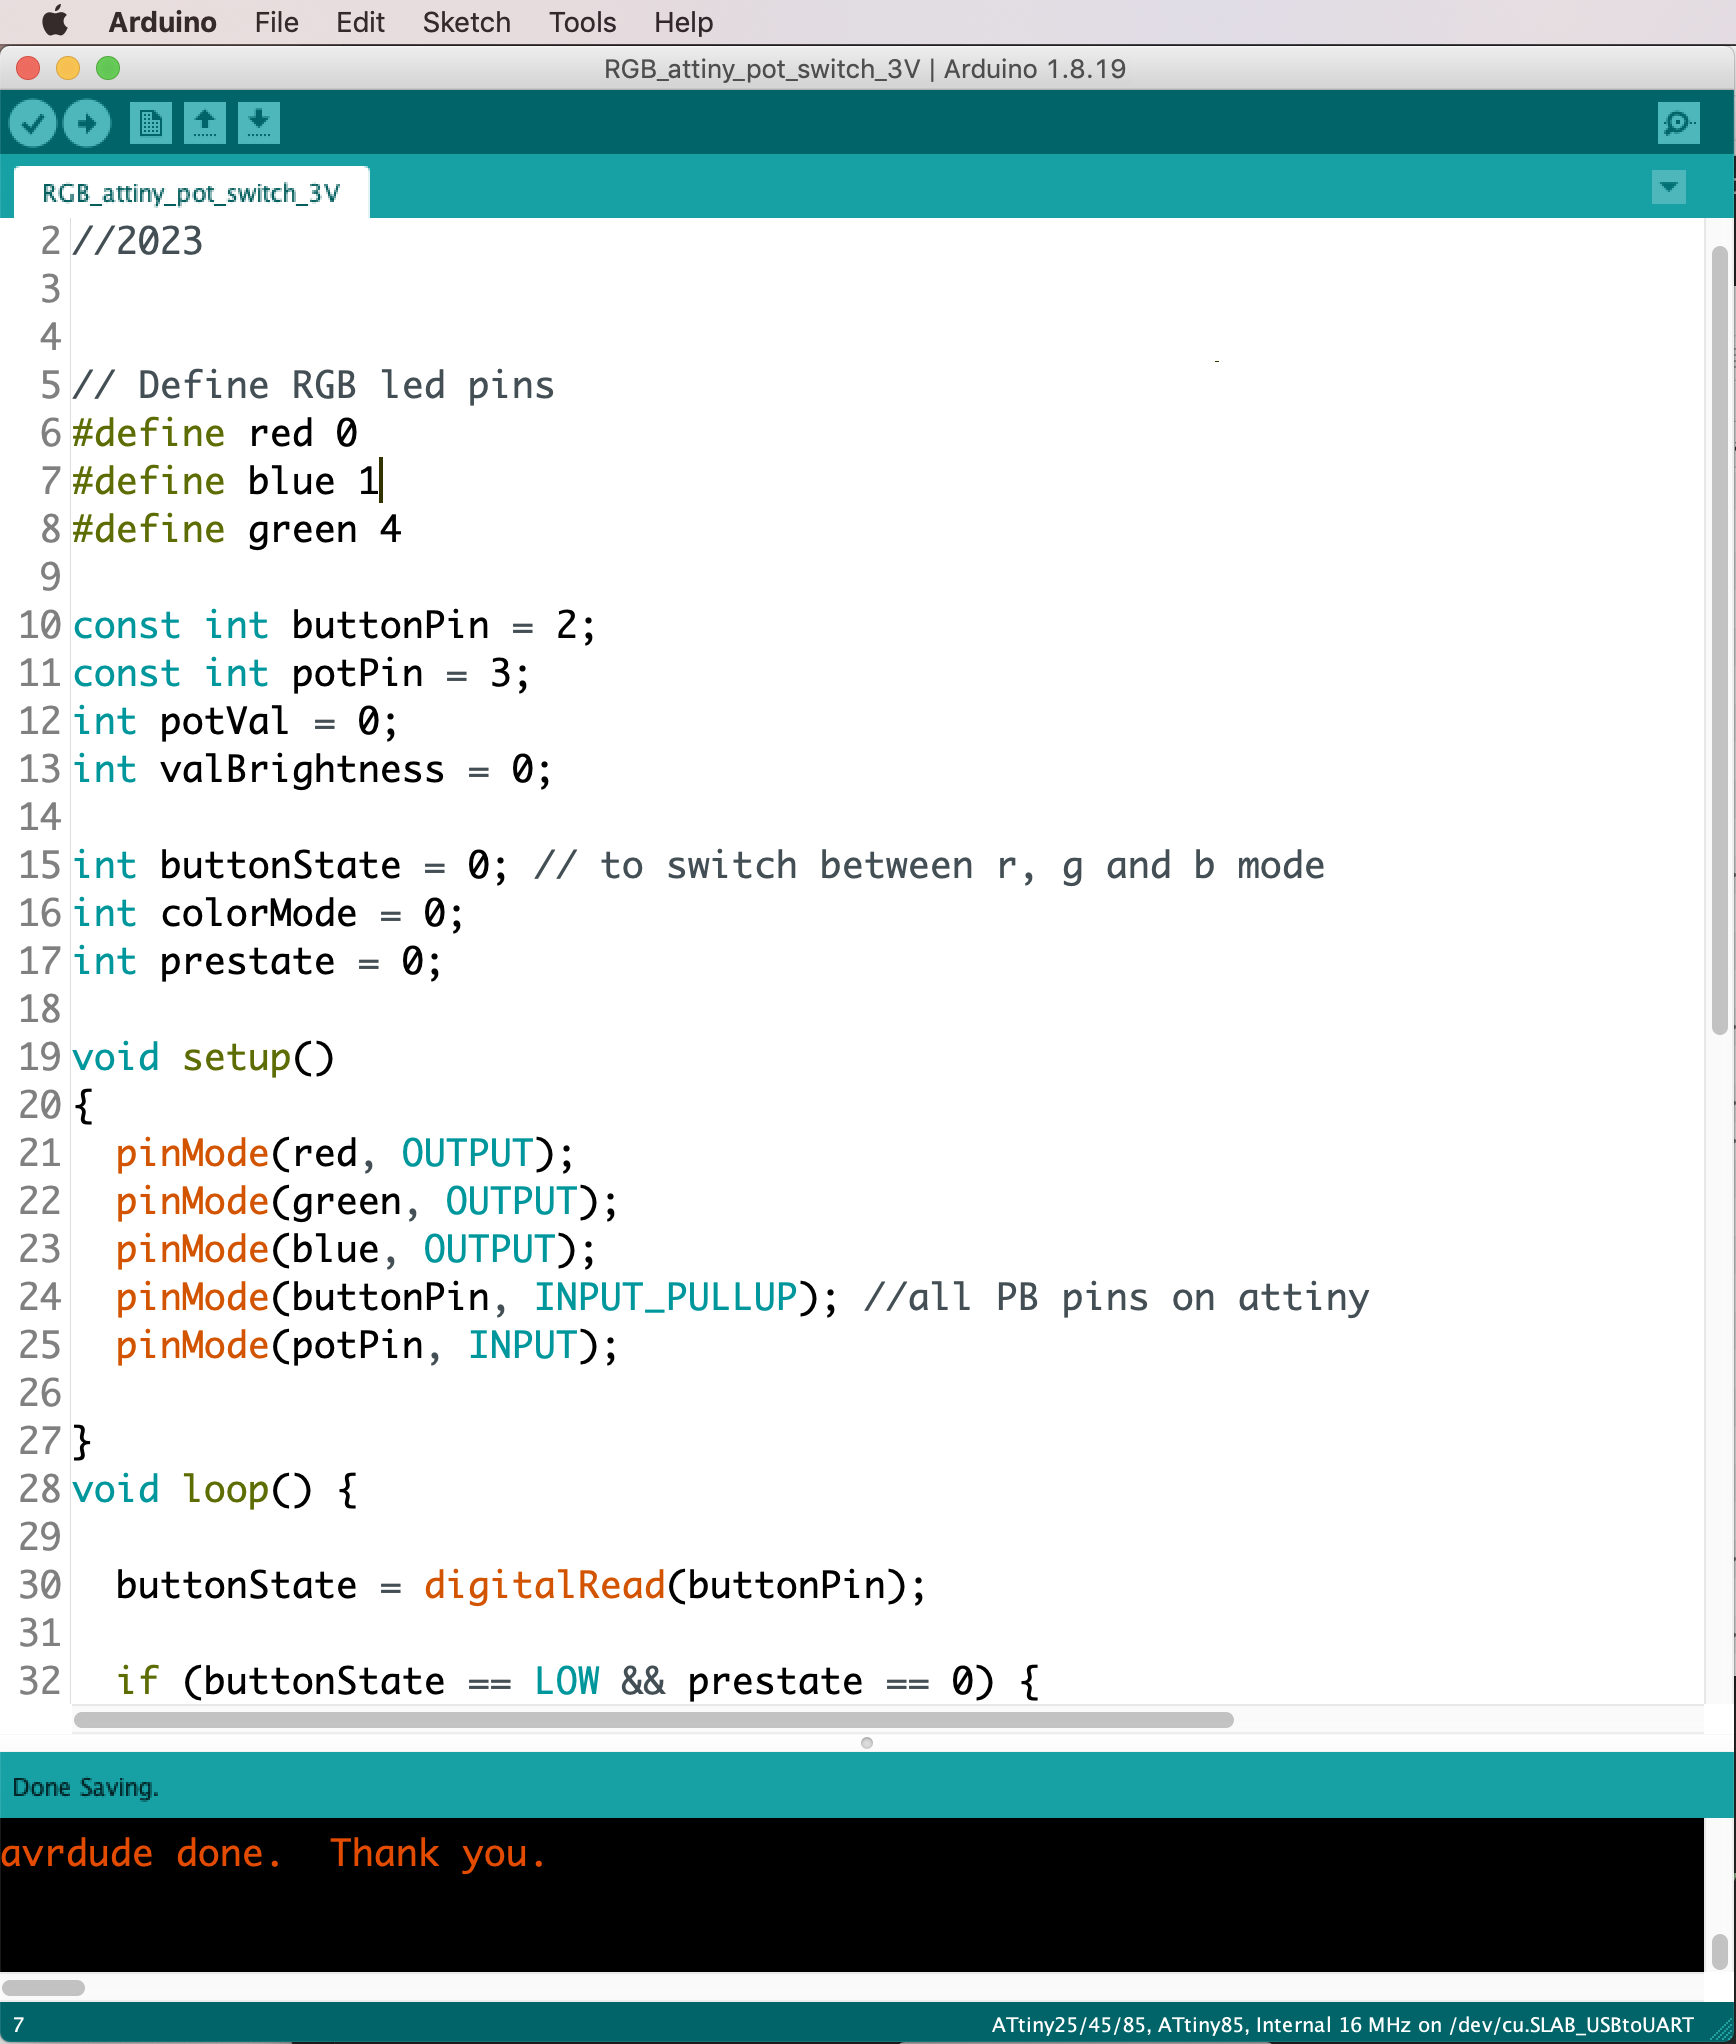 Arduino File Edit Sketch Tools Help
RGB_attiny_pot_switch_3V | Arduino 1.8.19
RGB_attiny_pot_switch_3V
2 //2023
3
4
5 // Define RGB led pins
6 #define red 0
7 #define blue 1
8 #define green 4
9
10 const int buttonPin = 2;
11 const int potPin = 3;
12 int potVal = 0;
13 int valBrightness = 0;
14
15 int buttonState = 0; // to switch between r, g and b mode
16 int colorMode = 0;
17 int prestate = 0;
18
19 void setup()
20 {
21   pinMode(red, OUTPUT);
22   pinMode(green, OUTPUT);
23   pinMode(blue, OUTPUT);
24   pinMode(buttonPin, INPUT_PULLUP); //all PB pins on attiny
25   pinMode(potPin, INPUT);
26
27 }
28 void loop() {
29
30   buttonState = digitalRead(buttonPin);
31
32   if (buttonState == LOW && prestate == 0) {
Done Saving.
avrdude done.  Thank you.
7 ATtiny25/45/85, ATtiny85, Internal 16 MHz on /dev/cu.SLAB_USBtoUART